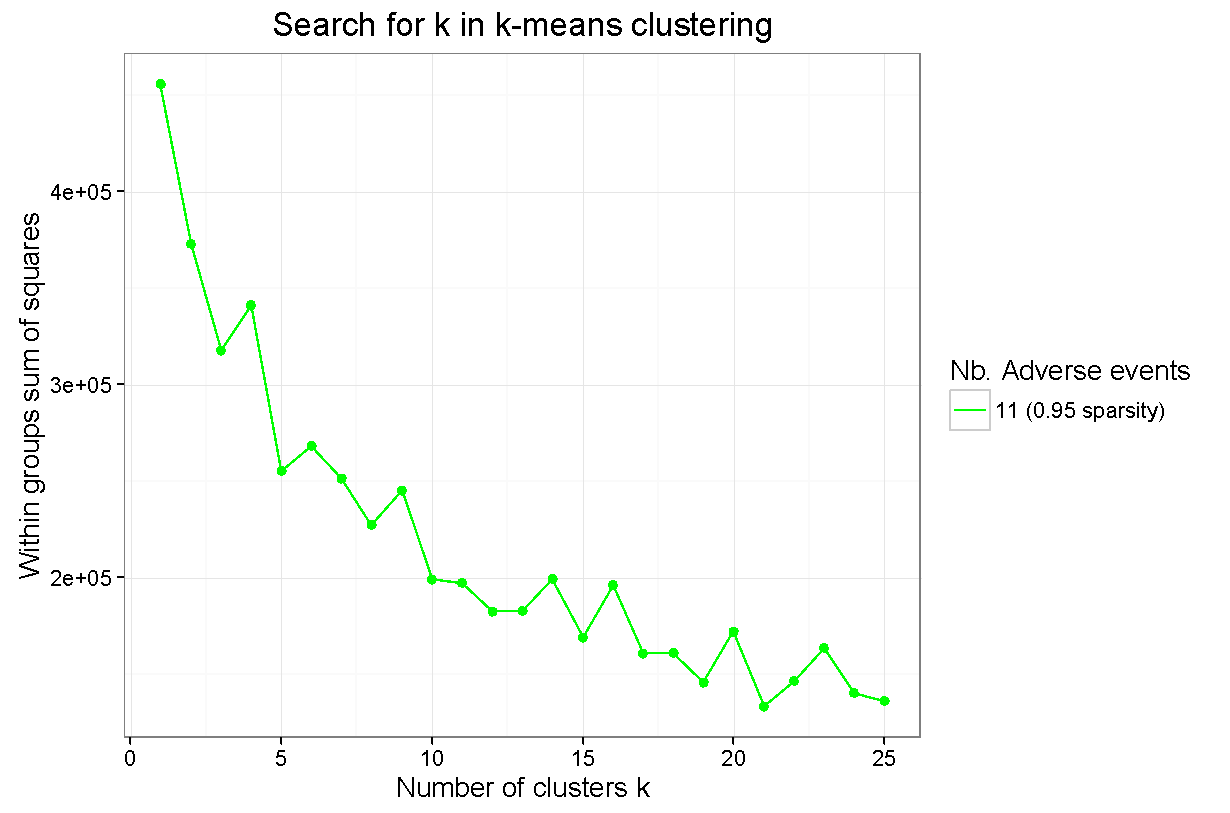 Search for k in k-means clustering
Within groups sum of squares
4e+05
3e+05
2e+05
0 5 10 15 20 25
Number of clusters k
Nb. Adverse events
11 (0.95 sparsity)